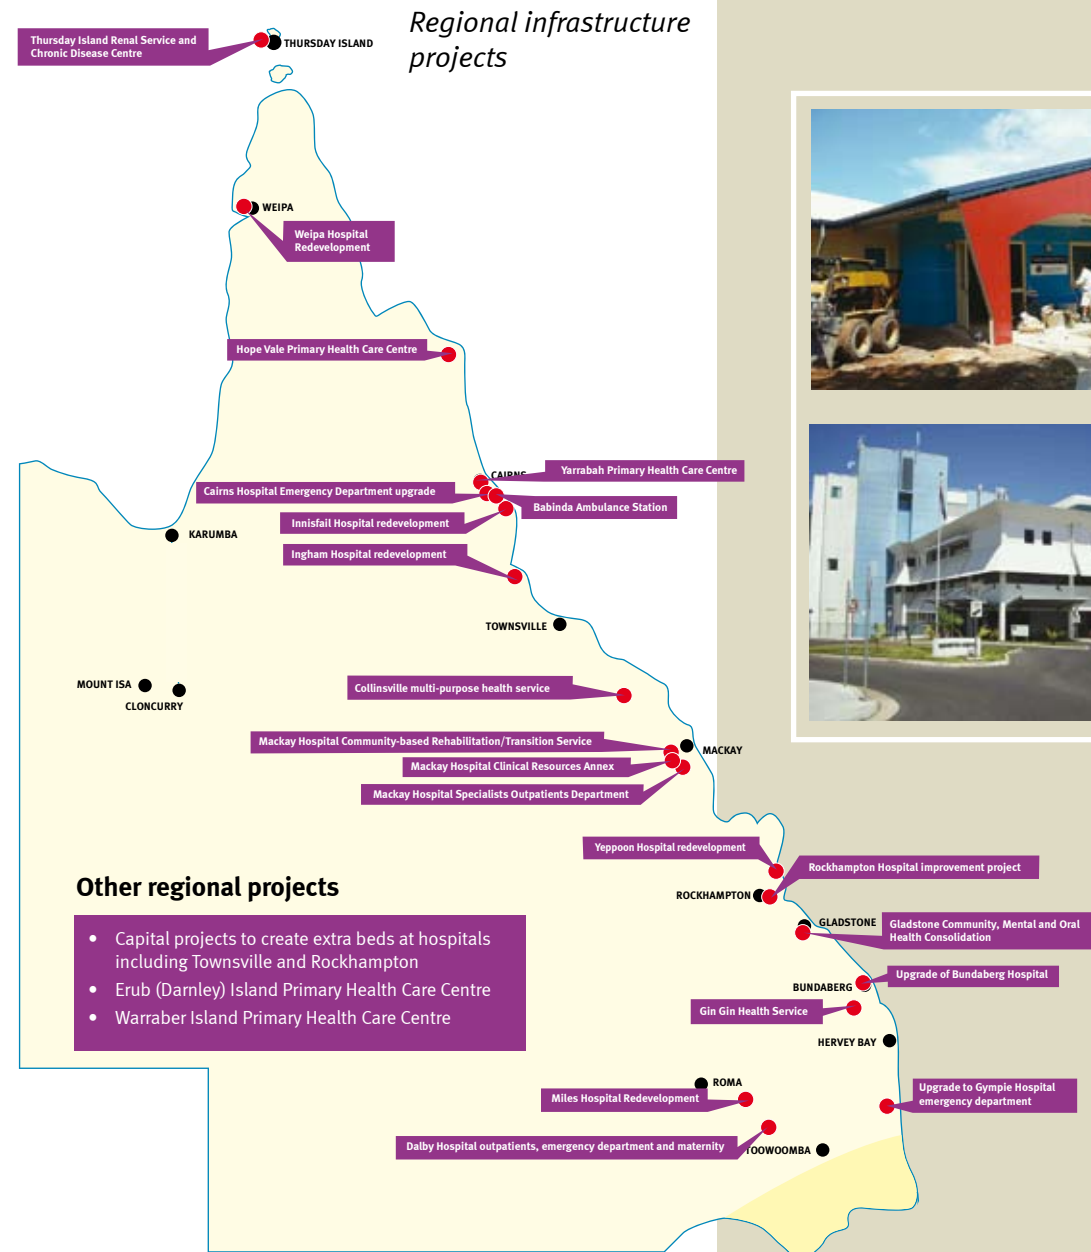 Regional infrastructure
projects
Thursday Island Renal Service and
Chronic Disease Centre
THURSDAY ISLAND
WEIPA
Weipa Hospital
Redevelopment
Hope Vale Primary Health Care Centre
CAIRNS
Yarrabah Primary Health Care Centre
Cairns Hospital Emergency Department upgrade
Babinda Ambulance Station
Innisfail Hospital redevelopment
KARUMBA
Ingham Hospital redevelopment
TOWNSVILLE
MOUNT ISA
CLONCURRY
Collinsville multi-purpose health service
Mackay Hospital Community-based Rehabilitation/Transition Service
MACKAY
Mackay Hospital Clinical Resources Annex
Mackay Hospital Specialists Outpatients Department
Yeppoon Hospital redevelopment
Rockhampton Hospital improvement project
ROCKHAMPTON
GLADSTONE
Gladstone Community, Mental and Oral
Health Consolidation
Upgrade of Bundaberg Hospital
BUNDABERG
Gin Gin Health Service
HERVEY BAY
Other regional projects
• Capital projects to create extra beds at hospitals
including Townsville and Rockhampton
• Erub (Darnley) Island Primary Health Care Centre
• Warraber Island Primary Health Care Centre
ROMA
Miles Hospital Redevelopment
Upgrade to Gympie Hospital
emergency department
Dalby Hospital outpatients, emergency department and maternity
TOOWOOMBA